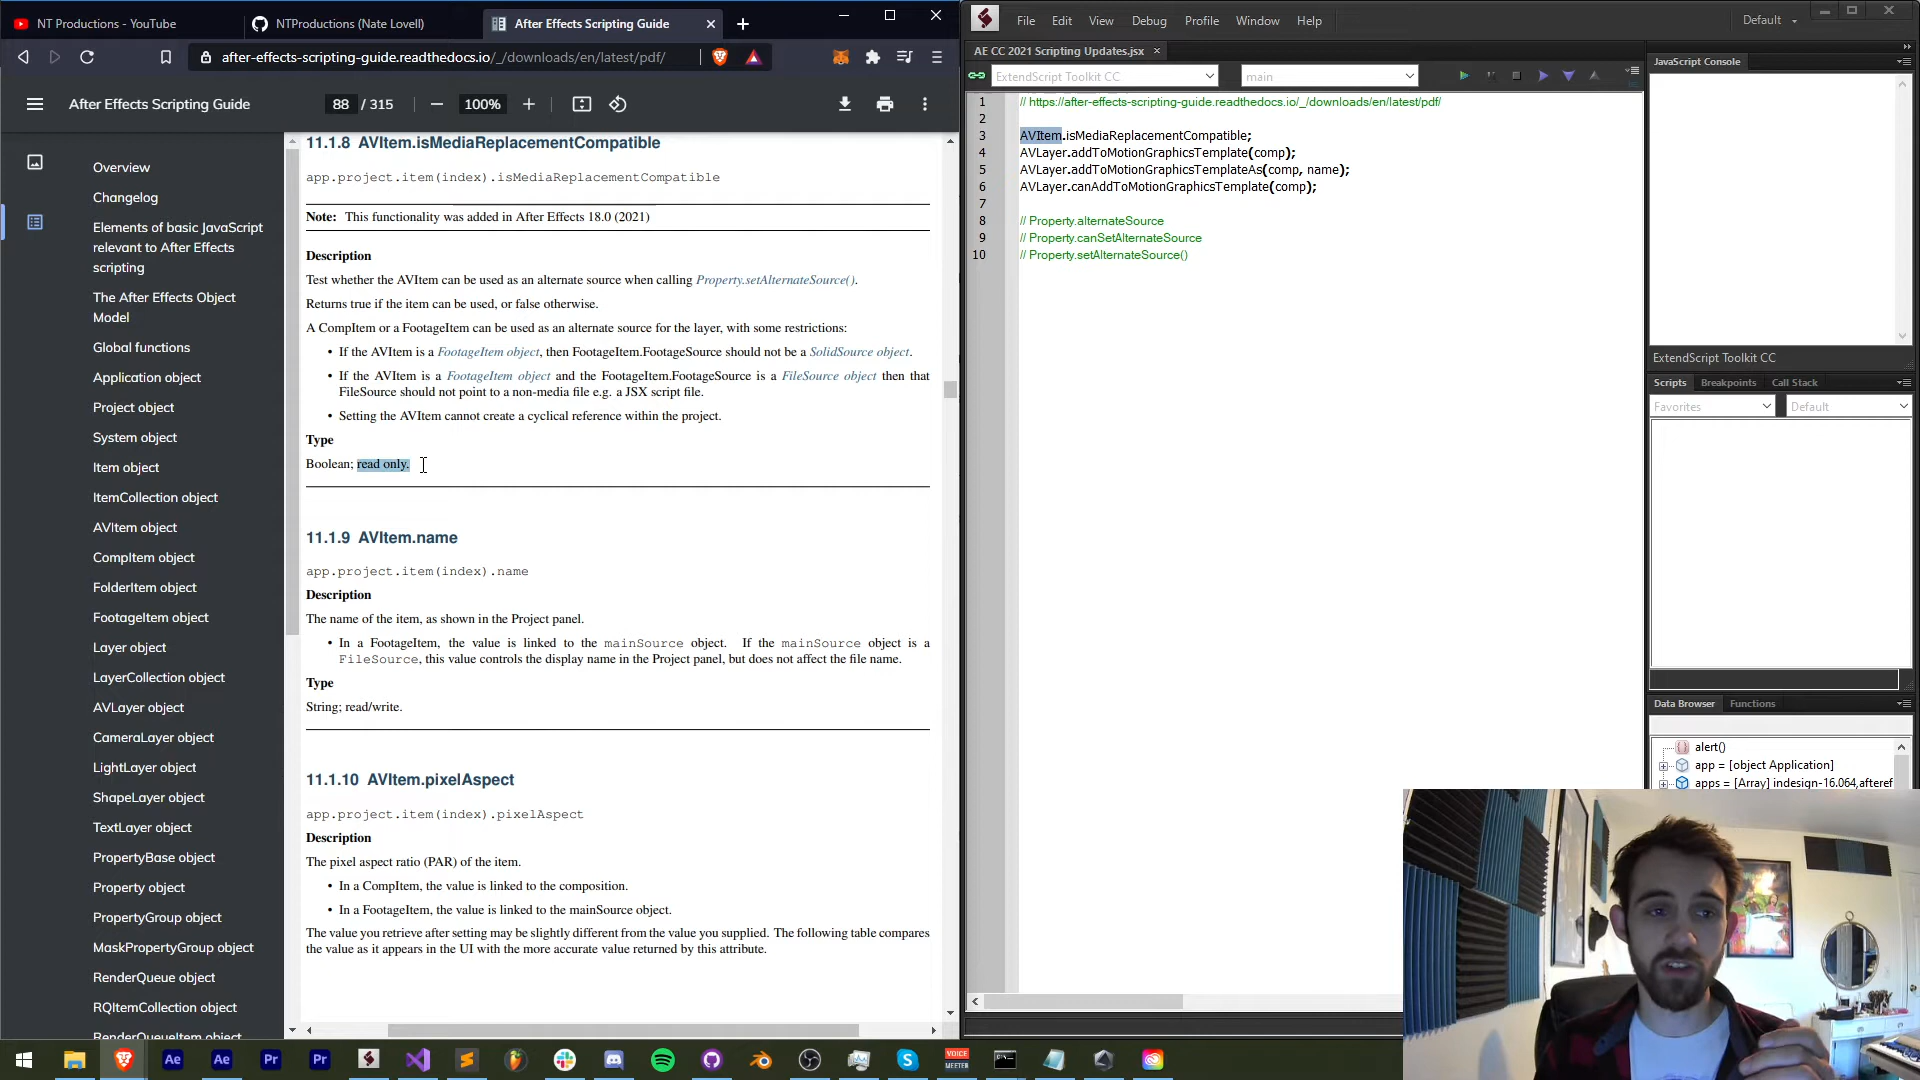 NT Productions - YouTube
NTProductions (Nate Lovell)
After Effects Scripting Guide
after-effects-scripting-guide.readthedocs.io/_/downloads/en/latest/pdf/
After Effects Scripting Guide
88 / 315
100%
Overview
Changelog
Elements of basic JavaScript
relevant to After Effects
scripting
The After Effects Object
Model
Global functions
Application object
Project object
System object
Item object
ItemCollection object
AVItem object
CompItem object
FolderItem object
FootageItem object
Layer object
LayerCollection object
AVLayer object
CameraLayer object
LightLayer object
ShapeLayer object
TextLayer object
PropertyBase object
Property object
PropertyGroup object
MaskPropertyGroup object
RenderQueue object
RQItemCollection object
RenderQueueItem object
11.1.8 AVItem.isMediaReplacementCompatible
app.project.item(index).isMediaReplacementCompatible
Note: This functionality was added in After Effects 18.0 (2021)
Description
Test whether the AVItem can be used as an alternate source when calling Property.setAlternateSource().
Returns true if the item can be used, or false otherwise.
A CompItem or a FootageItem can be used as an alternate source for the layer, with some restrictions:
• If the AVItem is a FootageItem object, then FootageItem.FootageSource should not be a SolidSource object.
• If the AVItem is a FootageItem object and the FootageItem.FootageSource is a FileSource object then that
FileSource should not point to a non-media file e.g. a JSX script file.
• Setting the AVItem cannot create a cyclical reference within the project.
Type
Boolean; read only.
11.1.9 AVItem.name
app.project.item(index).name
Description
The name of the item, as shown in the Project panel.
• In a FootageItem, the value is linked to the mainSource object. If the mainSource object is a
FileSource, this value controls the display name in the Project panel, but does not affect the file name.
Type
String; read/write.
11.1.10 AVItem.pixelAspect
app.project.item(index).pixelAspect
Description
The pixel aspect ratio (PAR) of the item.
• In a CompItem, the value is linked to the composition.
• In a FootageItem, the value is linked to the mainSource object.
The value you retrieve after setting may be slightly different from the value you supplied. The following table compares
the value as it appears in the UI with the more accurate value returned by this attribute.
File Edit View Debug Profile Window Help
Default
AE CC 2021 Scripting Updates.jsx
ExtendScript Toolkit CC
main
1 // https://after-effects-scripting-guide.readthedocs.io/_/downloads/en/latest/pdf/
2
3 AVItem.isMediaReplacementCompatible;
4 AVLayer.addToMotionGraphicsTemplate(comp);
5 AVLayer.addToMotionGraphicsTemplateAs(comp, name);
6 AVLayer.canAddToMotionGraphicsTemplate(comp);
7
8 // Property.alternateSource
9 // Property.canSetAlternateSource
10 // Property.setAlternateSource()
JavaScript Console
ExtendScript Toolkit CC
Scripts Breakpoints Call Stack
Favorites
Default
Data Browser Functions
alert()
app = [object Application]
apps = [Array] indesign-16.064,afteref
Ae
Ae
Pr
Pr
VOICE
MEETER